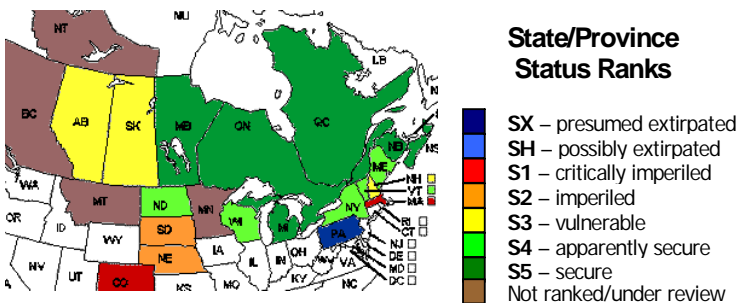 NU
NT
LB
BC
AB
SK
MB
ON
QC
NB
NS
ME
WA
MT
ND
MN
OR
ID
WY
SD
WI
MI
NY
NH
VT
MA
RI
CT
NJ
DE
MD
DC
PA
IA
NE
NV
UT
CO
KS
MO
IL
IN
OH
KY
WV
VA
NC
State/Province
Status Ranks
SX – presumed extirpated
SH – possibly extirpated
S1 – critically imperiled
S2 – imperiled
S3 – vulnerable
S4 – apparently secure
S5 – secure
Not ranked/under review